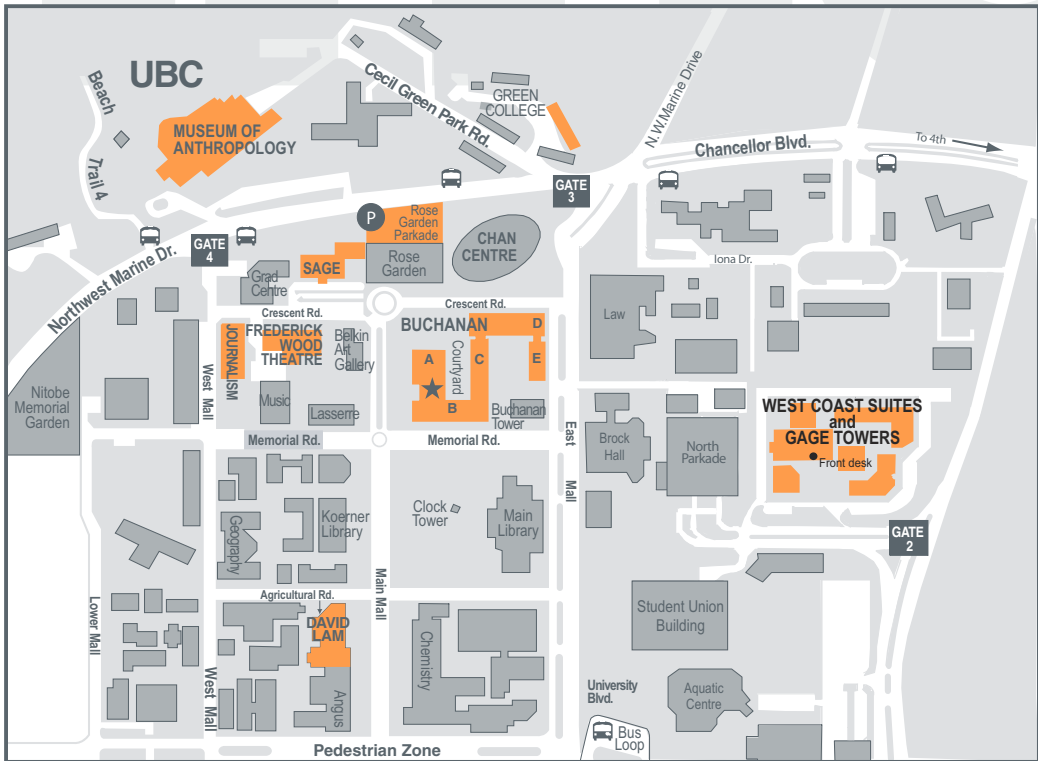 UBC
Beach
Trail 4
MUSEUM OF
ANTHROPOLOGY
Cecil Green Park Rd.
GREEN
COLLEGE
N.W.Marine Drive
Chancellor Blvd.
To 4th
GATE
3
P
Rose
Garden
Parkade
CHAN
CENTRE
Rose
Garden
SAGE
GATE
4
Northwest Marine Dr.
Grad
Centre
Iona Dr.
Crescent Rd.
Crescent Rd.
JOURNALISM
FREDERICK
WOOD
THEATRE
Belkin
Art
Gallery
BUCHANAN
D
A
C
E
B
Courtyard
Buchanan
Tower
Law
Nitobe
Memorial
Garden
West Mall
Music
Lasserre
Memorial Rd.
Memorial Rd.
East Mall
Brock
Hall
North
Parkade
WEST COAST SUITES
and
GAGE TOWERS
Front desk
GATE
2
Geography
Koerner
Library
Clock
Tower
Main
Library
Main Mall
Agricultural Rd.
Lower Mall
DAVID
LAM
Angus
West Mall
Chemistry
Student Union
Building
University
Blvd.
Aquatic
Centre
Bus
Loop
Pedestrian Zone